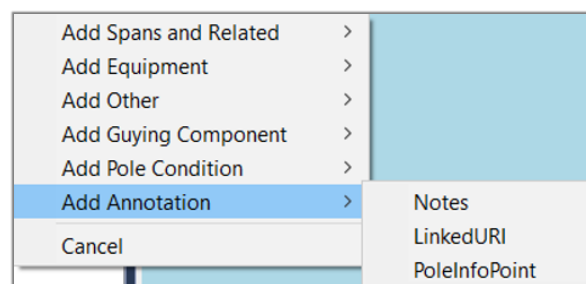 Add Spans and Related
Add Equipment
Add Other
Add Guying Component
Add Pole Condition
Add Annotation
Cancel
Notes
LinkedURI
PoleInfoPoint